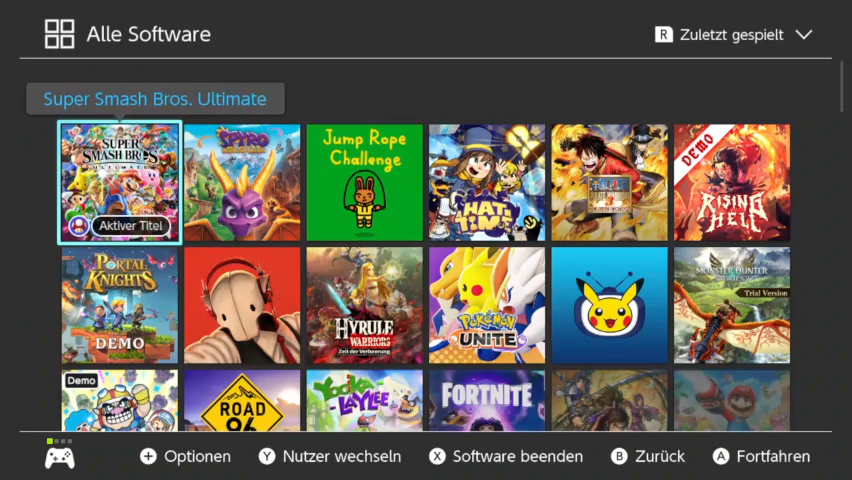 Alle Software
R Zuletzt gespielt
Super Smash Bros. Ultimate
SUPER
SMASH BROS.
ULTIMATE
Aktiver Titel
SPYRO
Jump Rope
Challenge
HAT
IN TIME
DEMO
RISING
HELL
PORTAL
KNIGHTS
DEMO
HYRULE
WARRIORS
Zeit der Verheerung
POKÉMON
UNITE
MONSTER HUNTER
STORIES 2
Trial Version
Demo
ROAD
96
YOOKA-
LAYLEE
FORTNITE
+ Optionen
Y Nutzer wechseln
X Software beenden
B Zurück
A Fortfahren